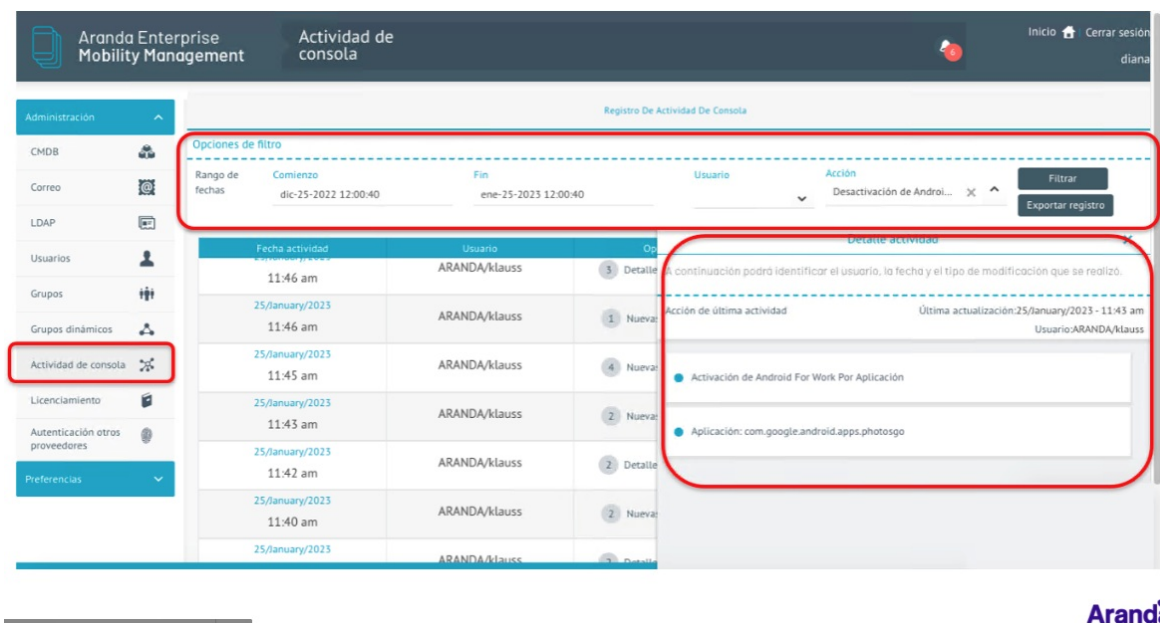 Aranda Enterprise
Mobility Management
Actividad de
consola
6
Inicio
Cerrar sesión
diana
Administración
CMDB
Correo
LDAP
Usuarios
Grupos
Grupos dinámicos
Actividad de consola
Licenciamiento
Autenticación otros
proveedores
Preferencias
Registro De Actividad De Consola
Opciones de filtro
Rango de
fechas
Comienzo
dic-25-2022 12:00:40
Fin
ene-25-2023 12:00:40
Usuario
Acción
Desactivación de Androi...
Filtrar
Exportar registro
Fecha actividad Usuario Op
11:46 am ARANDA/klauss 3 Detalle
25/January/2023
11:46 am ARANDA/klauss 1 Nueva
25/January/2023
11:45 am ARANDA/klauss 4 Nueva
25/January/2023
11:43 am ARANDA/klauss 2 Nueva
25/January/2023
11:42 am ARANDA/klauss 2 Detalle
25/January/2023
11:40 am ARANDA/klauss 2 Nueva
25/January/2023
ARANDA/klauss
Detalle actividad
A continuación podrá identificar el usuario, la fecha y el tipo de modificación que se realizó.
Acción de última actividad
Última actualización:25/January/2023 - 11:43 am
Usuario:ARANDA/klauss
Activación de Android For Work Por Aplicación
Aplicación: com.google.android.apps.photosgo
Aranda